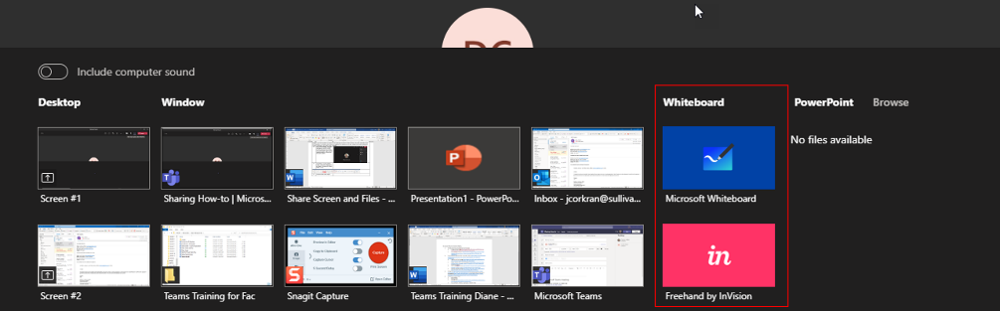 DC
Include computer sound
Desktop Window Whiteboard PowerPoint Browse
No files available
Screen #1 Sharing How-to | Micros... Share Screen and Files - ... Presentation1 - PowerPo... Inbox - jcorkran@sulliva... Microsoft Whiteboard
in
Screen #2 Teams Training for Fac Snagit Capture Teams Training Diane - ... Microsoft Teams Freehand by InVision